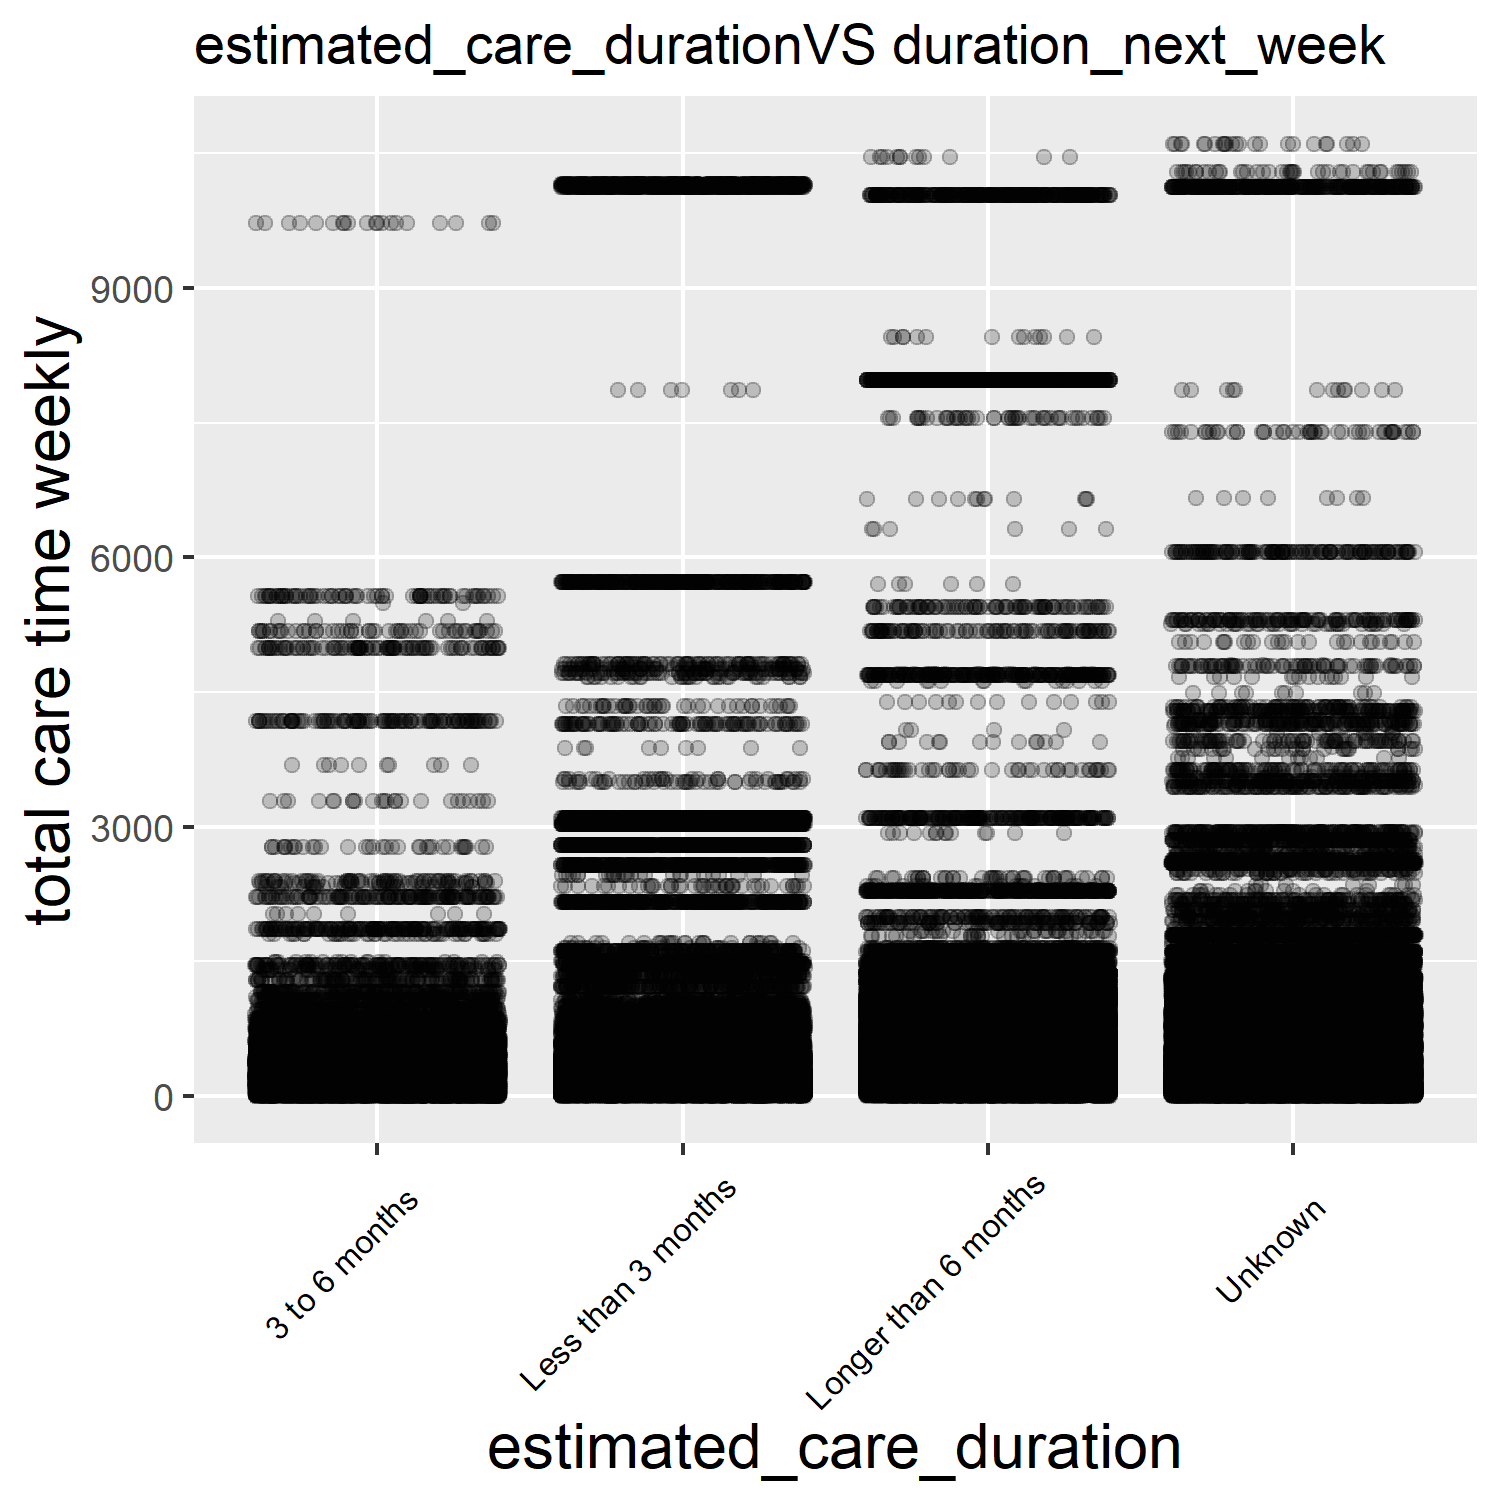 estimated_care_durationVS duration_next_week
total care time weekly
9000
6000
3000
0
3 to 6 months
Less than 3 months
Longer than 6 months
Unknown
estimated_care_duration